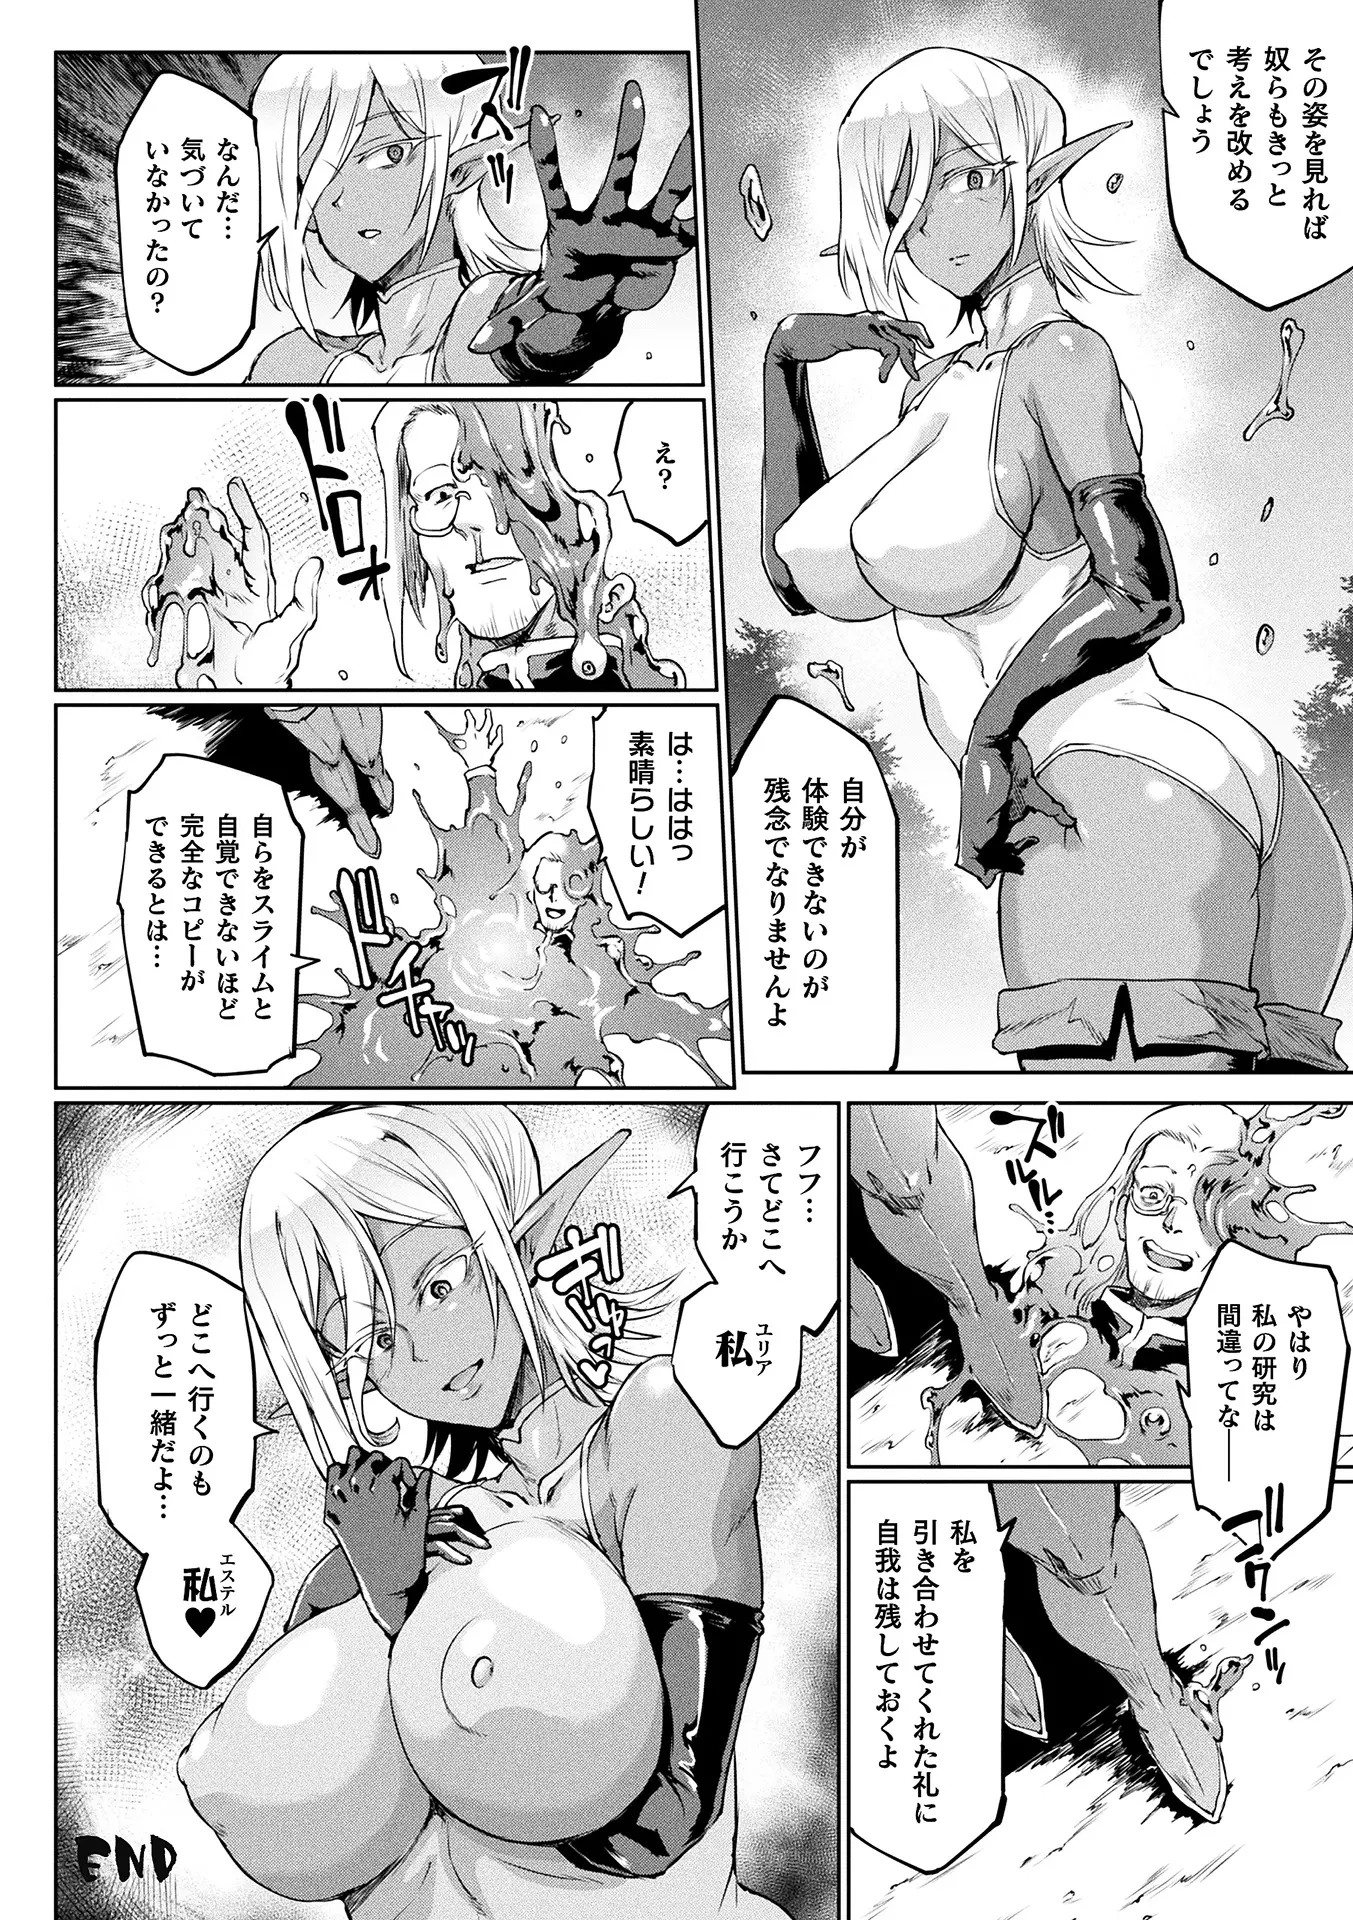 その姿を見れば
奴らもきっと
考えを改める
でしょう
自分が
体験できないのが
残念でなりませんよ
なんだ…
気づいて
いなかったの？
ズズ
え？
ドロォ
は…ははっ
素晴らしい！
自らをスライムと
自覚できないほど
完全なコピーが
できるとは…
ドチャッ
やはり
私の研究は
間違ってな――
ズルル…
私を
引き合わせてくれた礼に
自我は残しておくよ
フフ…
さてどこへ
行こうか
ユリア
私
ギュゥ
どこへ行くのも
ずっと一緒だよ…
エステル
私♥
END